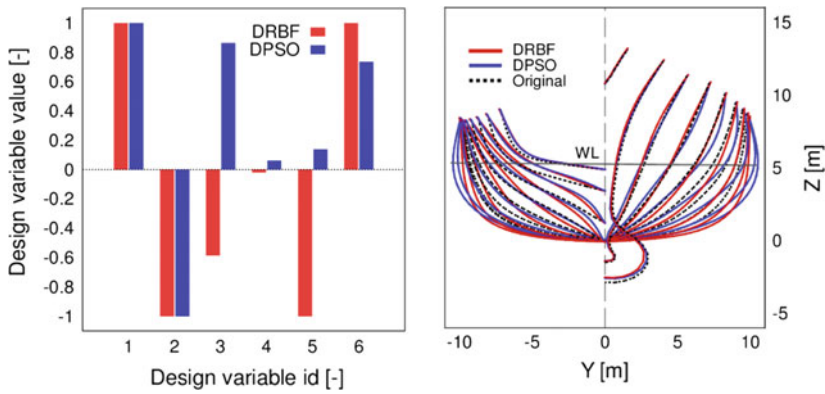 Design variable value [-]
1
0.8
0.6
0.4
0.2
0
-0.2
-0.4
-0.6
-0.8
-1
DRBF
DPSO
1 2 3 4 5 6
Design variable id [-]
DRBF
DPSO
Original
WL
15
10
5
0
-5
Z [m]
-10 -5 0 5 10
Y [m]